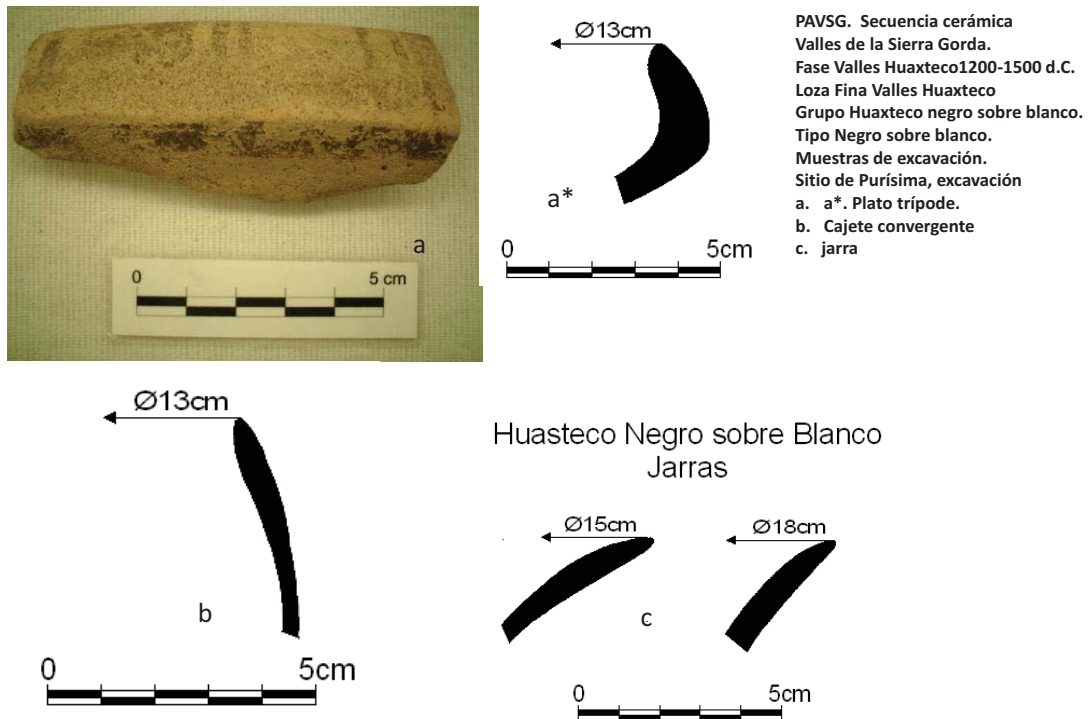 Ø13cm
a*
0 5cm
PAVSG. Secuencia cerámica
Valles de la Sierra Gorda.
Fase Valles Huaxteco1200-1500 d.C.
Loza Fina Valles Huaxteco
Grupo Huaxteco negro sobre blanco.
Tipo Negro sobre blanco.
Muestras de excavación.
Sitio de Purísima, excavación
a. a*. Plato trípode.
b. Cajete convergente
c. jarra
a
0 5 cm
Ø13cm
b
0 5cm
Huasteco Negro sobre Blanco
Jarras
Ø15cm
Ø18cm
c
0 5cm